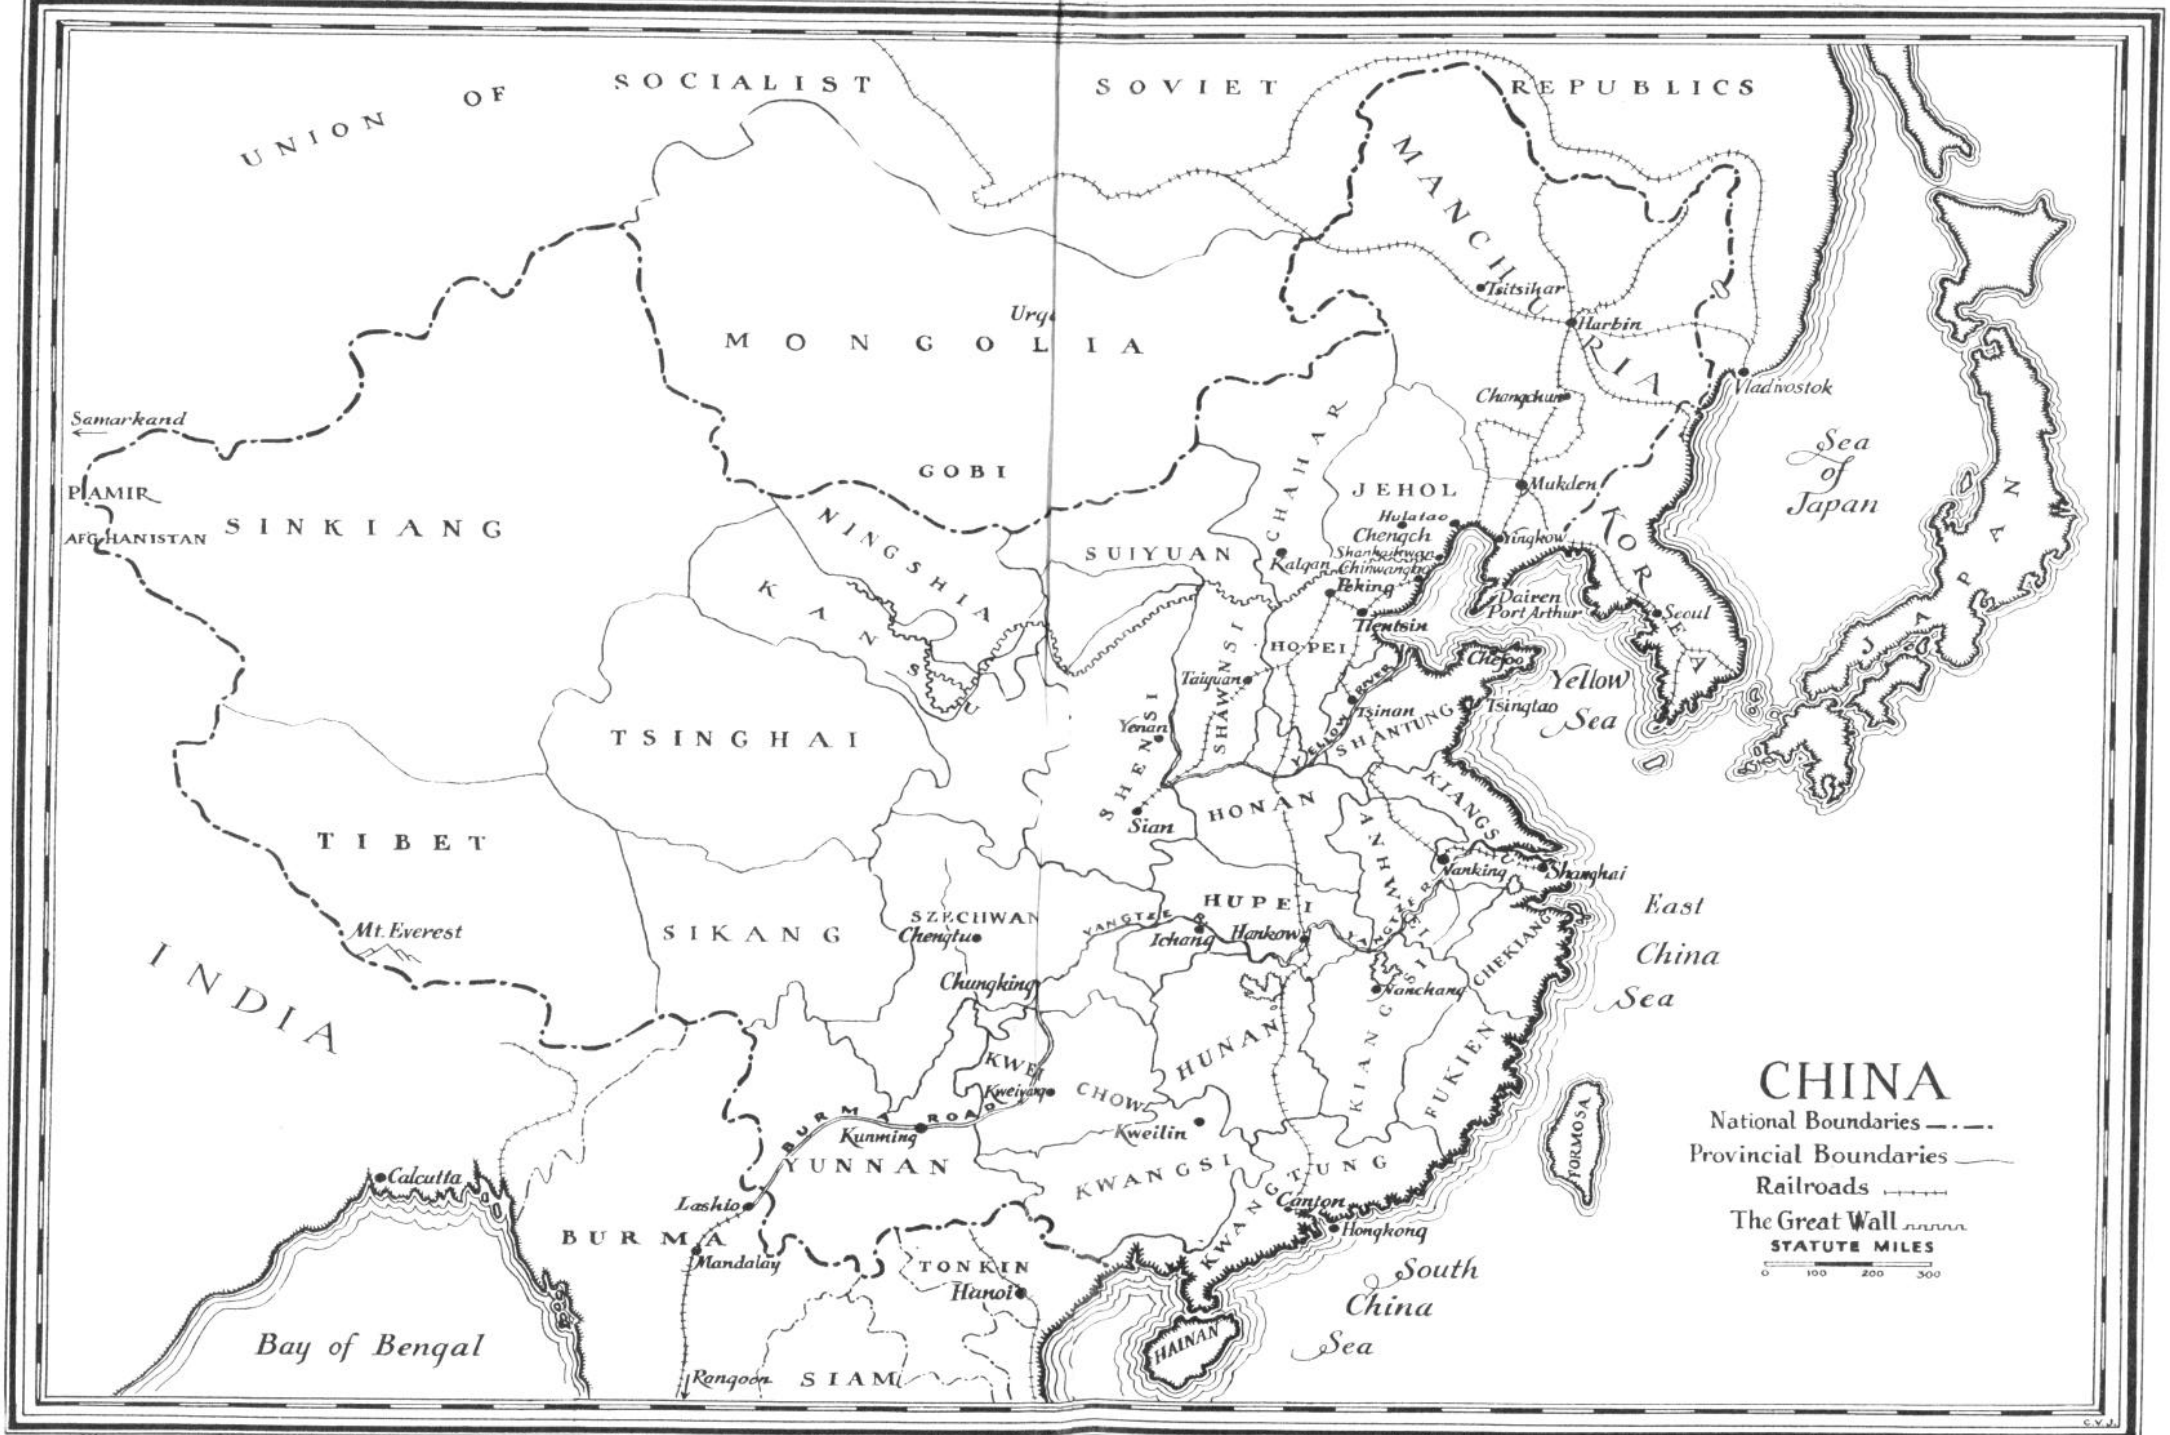 UNION OF SOCIALIST SOVIET REPUBLICS
MANCHURIA
Tsitsihar
Urga
MONGOLIA
Harbin
Vladivostok
Changchun
Samarkand
CHAHAR
Sea
of
Japan
GOBI
JEHOL
Mukden
PAMIR
SINKIANG
AFGHANISTAN
NINGSHIA
Hulatao
Chengch
Yingkow
KOREA
JAPAN
SUIYUAN
Shanhaikwan
Kalgan
Chinwangtao
Peking
KANSU
Dairen
Port Arthur
Seoul
Tientsin
HOPEI
Chefoo
Taiyuan
SHAWNSI
YELLOW RIVER
Yellow
Sea
Tsinan
Tsingtao
SHANTUNG
Yenan
SHENSI
TSINGHAI
KIANGSU
HONAN
Sian
ANHWEI
TIBET
Nanking
Shanghai
HUPEI
SZECHWAN
Chengtu
YANGTZE R.
Ichang
Hankow
YANGTZE R.
East
China
Sea
SIKANG
Mt. Everest
CHEKIANG
INDIA
Chungking
Nanchang
KIANGSI
HUNAN
FUKIEN
KWEI CHOW
Kweiyang
CHINA
National Boundaries
Provincial Boundaries
Railroads
The Great Wall
STATUTE MILES
0 100 200 300
BURMA ROAD
Kunming
Kweilin
FORMOSA
YUNNAN
KWANGSI
KWANGTUNG
Calcutta
Canton
Lashio
Hongkong
BURMA
Mandalay
TONKIN
Hanoi
South
China
Sea
Bay of Bengal
HAINAN
Rangoon
SIAM
C.V.J.